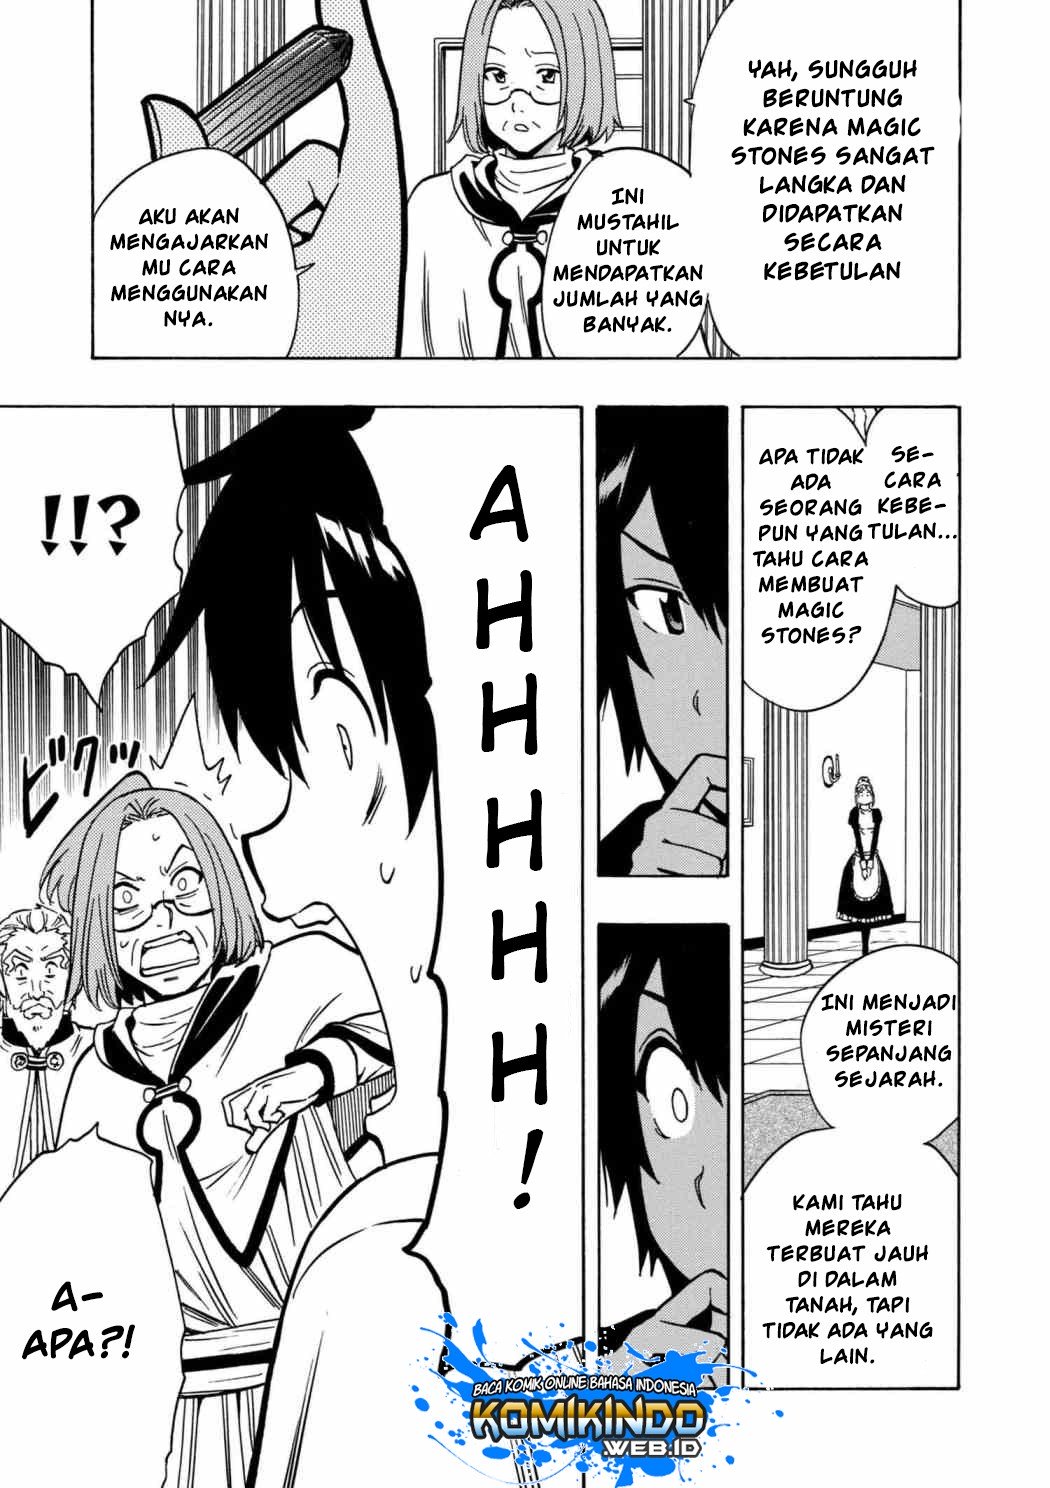 YAH, SUNGGUH
BERUNTUNG
KARENA MAGIC
STONES SANGAT
LANGKA DAN
DIDAPATKAN
SECARA
KEBETULAN
INI
MUSTAHIL
UNTUK
MENDAPATKAN
JUMLAH YANG
BANYAK.
AKU AKAN
MENGAJARKAN
MU CARA
MENGGUNAKAN
NYA.
SE-
CARA
KEBE-
TULAN...
APA TIDAK
ADA
SEORANG
PUN YANG
TAHU CARA
MEMBUAT
MAGIC
STONES?
INI MENJADI
MISTERI
SEPANJANG
SEJARAH.
KAMI TAHU
MEREKA
TERBUAT JAUH
DI DALAM
TANAH, TAPI
TIDAK ADA YANG
LAIN.
AHHHHHH!
!!?
ビクッ
A-
APA?!
BACA KOMIK ONLINE BAHASA INDONESIA
KOMIKINDO
.WEB.ID